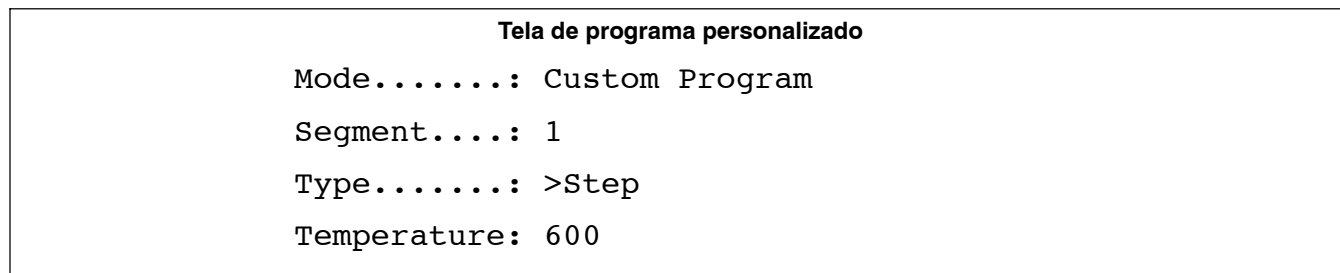 Tela de programa personalizado
Mode.......: Custom Program
Segment....: 1
Type.......: >Step
Temperature: 600